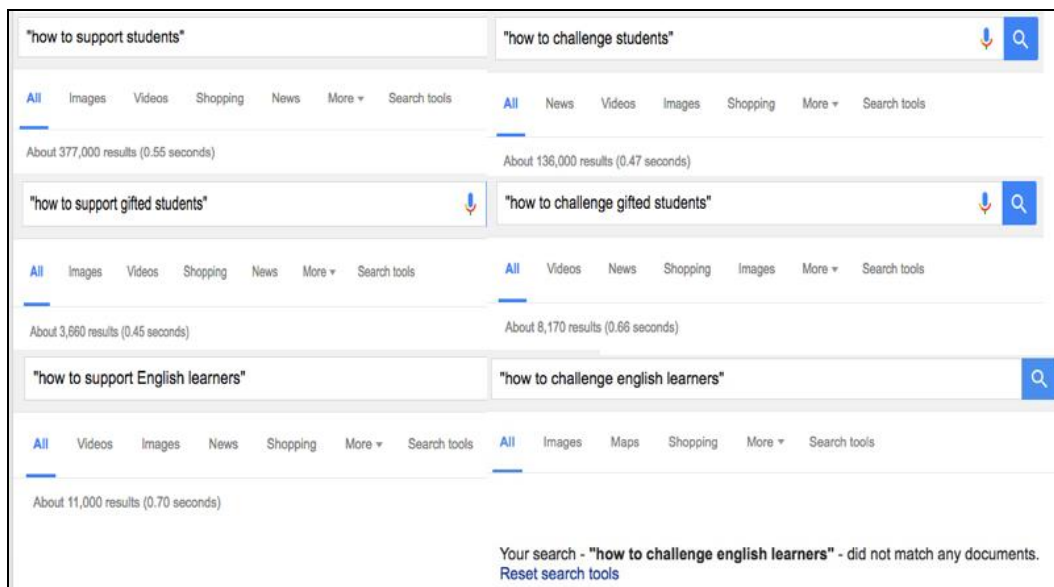 "how to support students"
All Images Videos Shopping News More ▾ Search tools
About 377,000 results (0.55 seconds)
"how to challenge students"
All News Videos Images Shopping More ▾ Search tools
About 136,000 results (0.47 seconds)
"how to support gifted students"
All Images Videos Shopping News More ▾ Search tools
About 3,660 results (0.45 seconds)
"how to challenge gifted students"
All Videos News Shopping Images More ▾ Search tools
About 8,170 results (0.66 seconds)
"how to support English learners"
All Videos Images News Shopping More ▾ Search tools
About 11,000 results (0.70 seconds)
"how to challenge english learners"
All Images Maps Shopping More ▾ Search tools
Your search - "how to challenge english learners" - did not match any documents.
Reset search tools